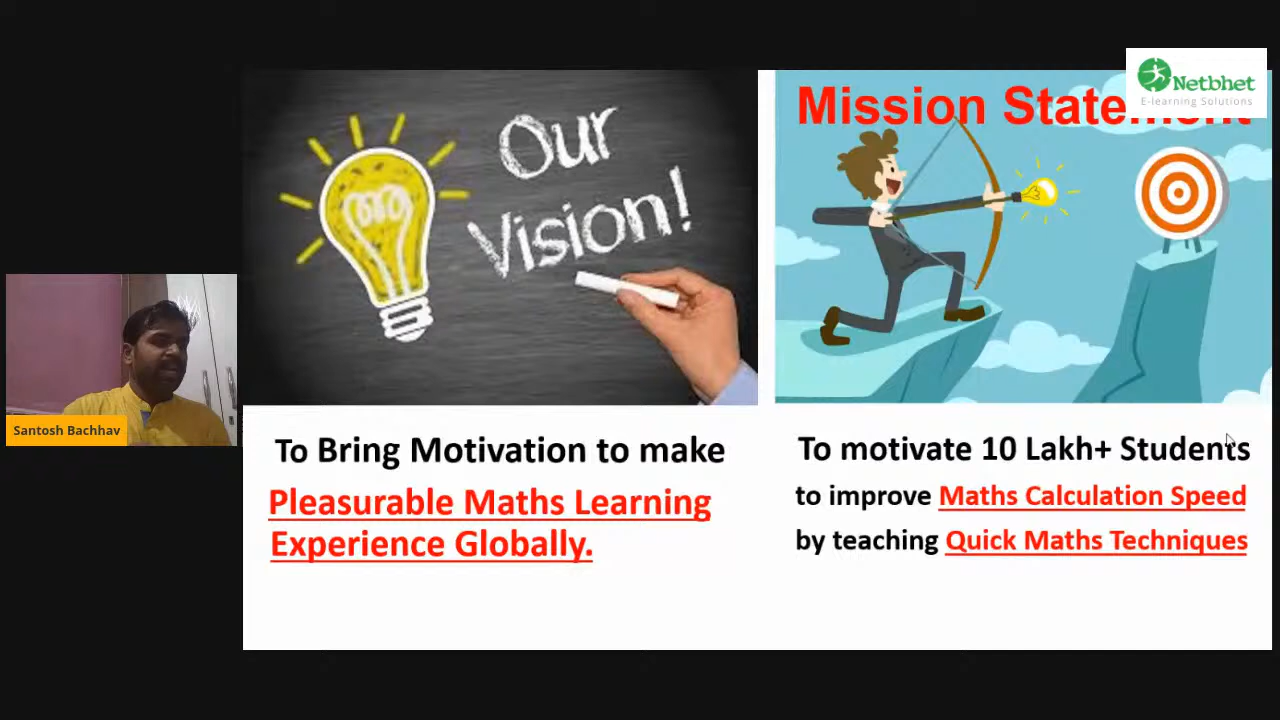 Our
Vision!
Mission Statement
Netbhet
E-learning Solutions
Santosh Bachhav
To Bring Motivation to make
Pleasurable Maths Learning
Experience Globally.
To motivate 10 Lakh+ Students
to improve Maths Calculation Speed
by teaching Quick Maths Techniques